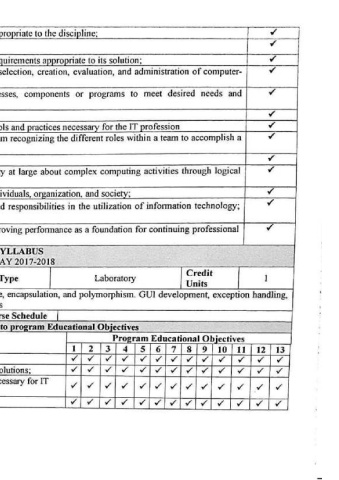 propriate to the discipline; ✓
✓
quirements appropriate to its solution; ✓
selection, creation, evaluation, and administration of computer- ✓
esses, components or programs to meet desired needs and ✓
✓
ols and practices necessary for the IT profession ✓
m recognizing the different roles within a team to accomplish a ✓
✓
y at large about complex computing activities through logical ✓
ividuals, organization, and society; ✓
d responsibilities in the utilization of information technology; ✓
roving performance as a foundation for continuing professional ✓
YLLABUS
AY 2017-2018
Type Laboratory Credit Units 1
e, encapsulation, and polymorphism. GUI development, exception handling,
s
rse Schedule
to program Educational Objectives
Program Educational Objectives
1 2 3 4 5 6 7 8 9 10 11 12 13
✓ ✓ ✓ ✓ ✓ ✓ ✓ ✓ ✓ ✓ ✓ ✓ ✓
olutions; ✓ ✓ ✓ ✓ ✓ ✓ ✓ ✓ ✓ ✓ ✓ ✓ ✓
cessary for IT ✓ ✓ ✓ ✓ ✓ ✓ ✓ ✓ ✓ ✓ ✓ ✓ ✓
✓ ✓ ✓ ✓ ✓ ✓ ✓ ✓ ✓ ✓ ✓ ✓ ✓